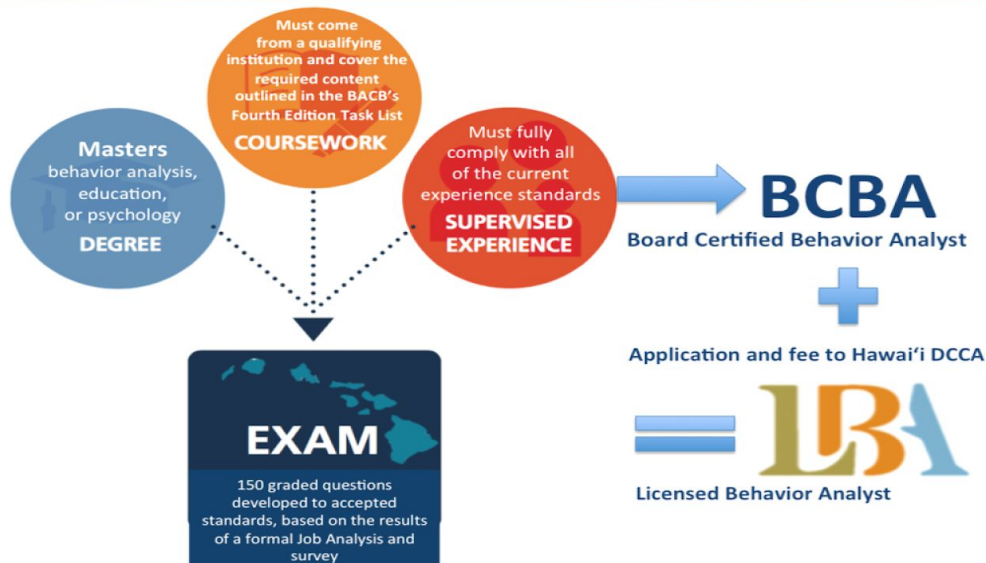 Masters
behavior analysis,
education,
or psychology
DEGREE
Must come
from a qualifying
institution and cover the
required content
outlined in the BACB's
Fourth Edition Task List
COURSEWORK
Must fully
comply with all
of the current
experience standards
SUPERVISED
EXPERIENCE
EXAM
150 graded questions
developed to accepted
standards, based on the results
of a formal Job Analysis and
survey
BCBA
Board Certified Behavior Analyst
Application and fee to Hawai‘i DCCA
LBA
Licensed Behavior Analyst